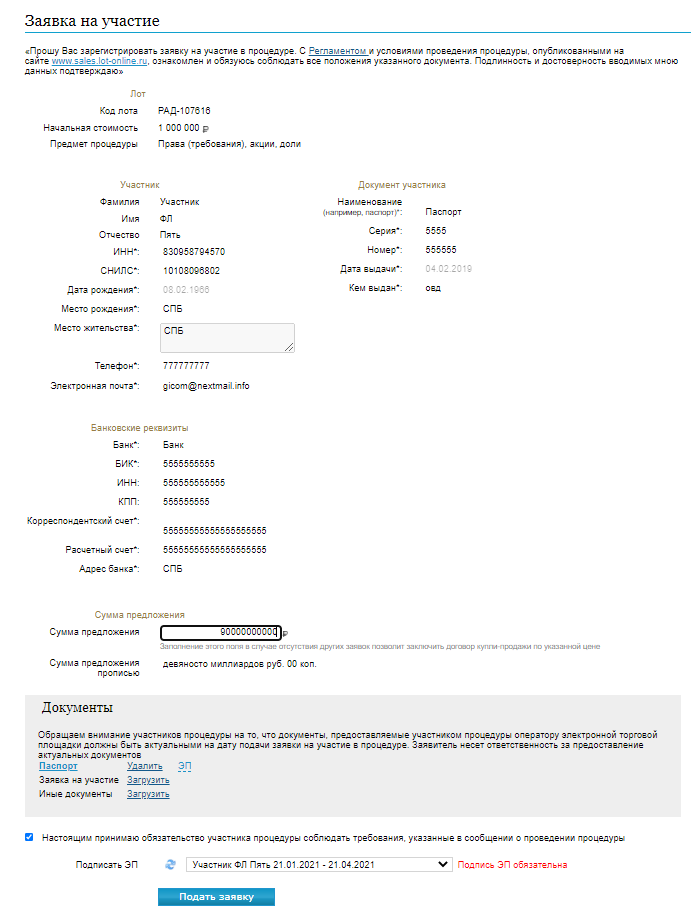 Заявка на участие
«Прошу Вас зарегистрировать заявку на участие в процедуре. С Регламентом и условиями проведения процедуры, опубликованными на
сайте www.sales.lot-online.ru, ознакомлен и обязуюсь соблюдать все положения указанного документа. Подлинность и достоверность вводимых мною
данных подтверждаю»
Лот
Код лота РАД-107616
Начальная стоимость 1 000 000 ₽
Предмет процедуры Права (требования), акции, доли
Участник
Фамилия Участник
Имя ФЛ
Отчество Пять
ИНН*: 830958794570
СНИЛС*: 10108096802
Дата рождения*: 08.02.1966
Место рождения*: СПБ
Место жительства*: СПБ
Телефон*: 777777777
Электронная почта*: gicom@nextmail.info
Документ участника
Наименование
(например, паспорт)*: Паспорт
Серия*: 5555
Номер*: 555555
Дата выдачи*: 04.02.2019
Кем выдан*: овд
Банковские реквизиты
Банк*: Банк
БИК*: 5555555555
ИНН: 555555555555
КПП: 555555555
Корреспондентский счет*:
55555555555555555555
Расчетный счет*: 55555555555555555555
Адрес банка*: СПБ
Сумма предложения
Сумма предложения 90000000000 ₽
Заполнение этого поля в случае отсутствия других заявок позволит заключить договор купли-продажи по указанной цене
Сумма предложения девяносто миллиардов руб. 00 коп.
прописью
Документы
Обращаем внимание участников процедуры на то, что документы, предоставляемые участником процедуры оператору электронной торговой
площадки должны быть актуальными на дату подачи заявки на участие в процедуре. Заявитель несет ответственность за предоставление
актуальных документов
Паспорт Удалить ЭП
Заявка на участие Загрузить
Иные документы Загрузить
Настоящим принимаю обязательство участника процедуры соблюдать требования, указанные в сообщении о проведении процедуры
Подписать ЭП Участник ФЛ Пять 21.01.2021 - 21.04.2021 Подпись ЭП обязательна
Подать заявку